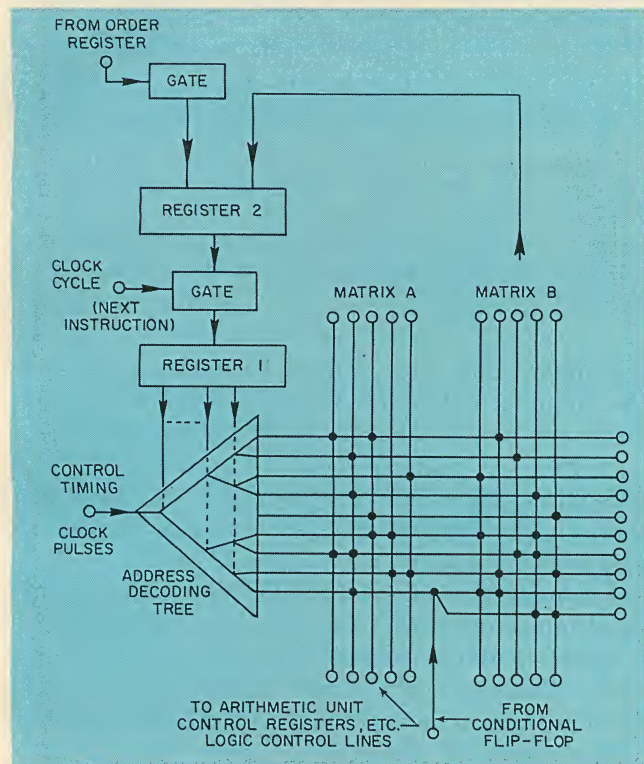 FROM ORDER
REGISTER
GATE
REGISTER 2
CLOCK
CYCLE
(NEXT
INSTRUCTION)
GATE
MATRIX A
MATRIX B
REGISTER 1
CONTROL
TIMING
CLOCK
PULSES
ADDRESS
DECODING
TREE
TO ARITHMETIC UNIT
CONTROL REGISTERS, ETC.
LOGIC CONTROL LINES
FROM
CONDITIONAL
FLIP-FLOP